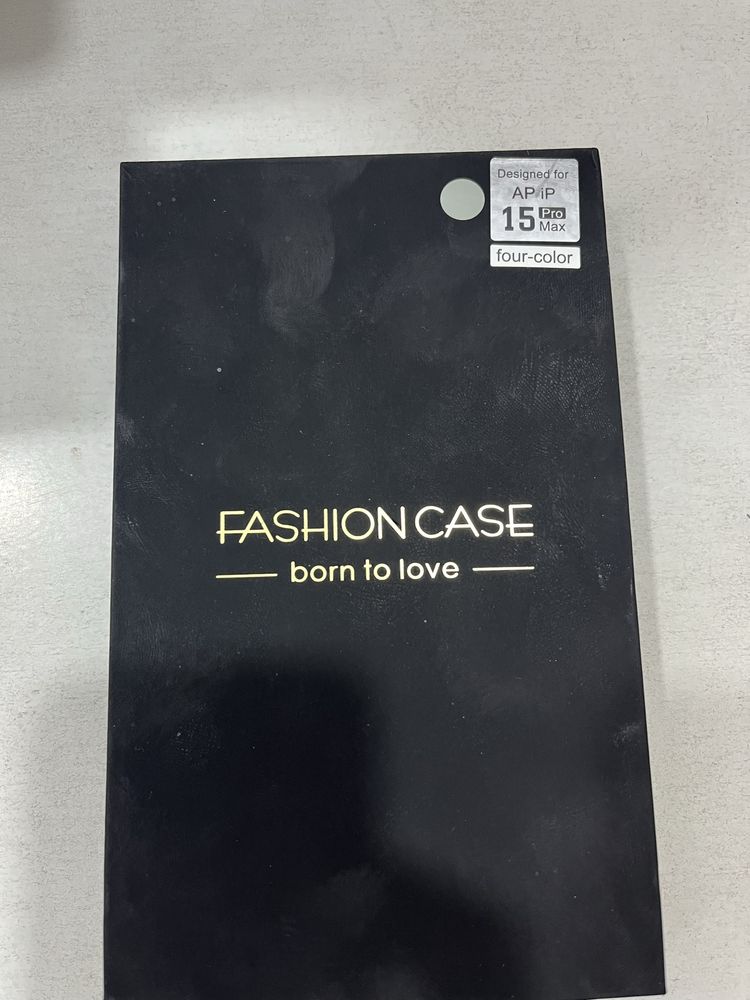 Designed for
AP iP
15 Pro Max
four-color
FASHION CASE
born to love